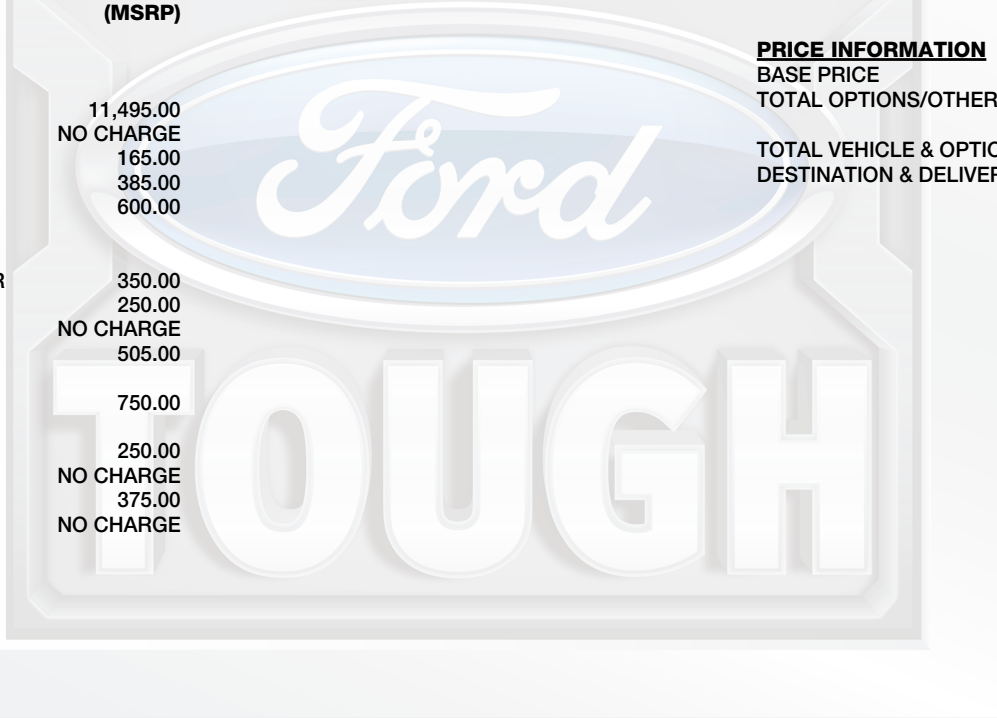 (MSRP)
11,495.00
NO CHARGE
165.00
385.00
600.00
R 350.00
250.00
NO CHARGE
505.00
750.00
250.00
NO CHARGE
375.00
NO CHARGE
PRICE INFORMATION
BASE PRICE
TOTAL OPTIONS/OTHER
TOTAL VEHICLE & OPTIO
DESTINATION & DELIVER
Ford
TOUGH